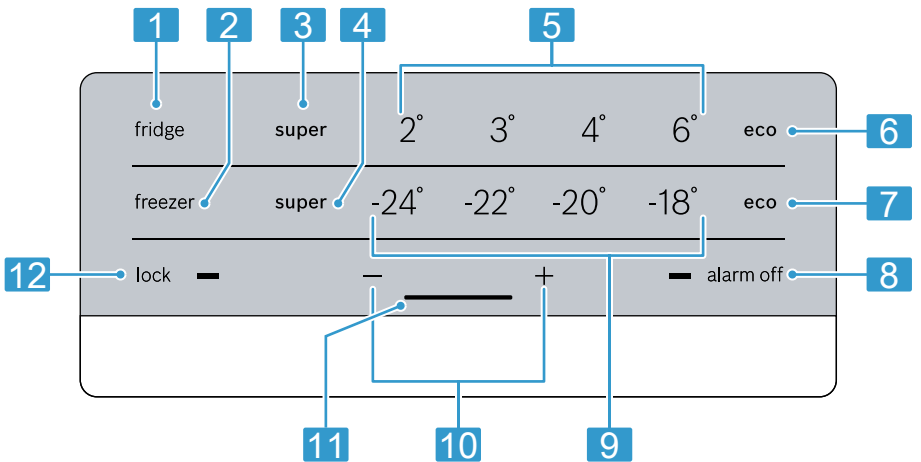 1 2 3 4 5
fridge super 2° 3° 4° 6° eco 6
freezer super -24° -22° -20° -18° eco 7
12 lock − + alarm off 8
11 10 9